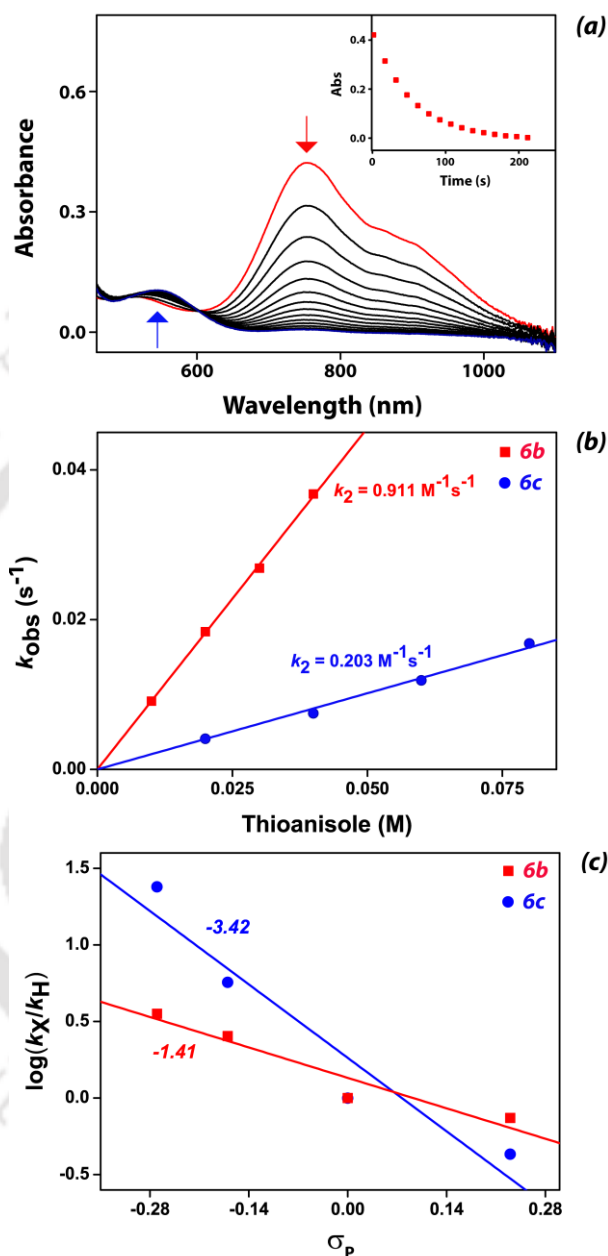 (a)
Absorbance
0.6
0.3
0.0
600
800
1000
Wavelength (nm)
Abs
0.4
0.0
0
100
200
Time (s)
(b)
kobs (s⁻¹)
0.04
0.02
0.00
0.000
0.025
0.050
0.075
Thioanisole (M)
6b
6c
k₂ = 0.911 M⁻¹s⁻¹
k₂ = 0.203 M⁻¹s⁻¹
(c)
log(kX/kH)
1.5
1.0
0.5
0.0
-0.5
-0.28
-0.14
0.00
0.14
0.28
σP
6b
6c
-3.42
-1.41